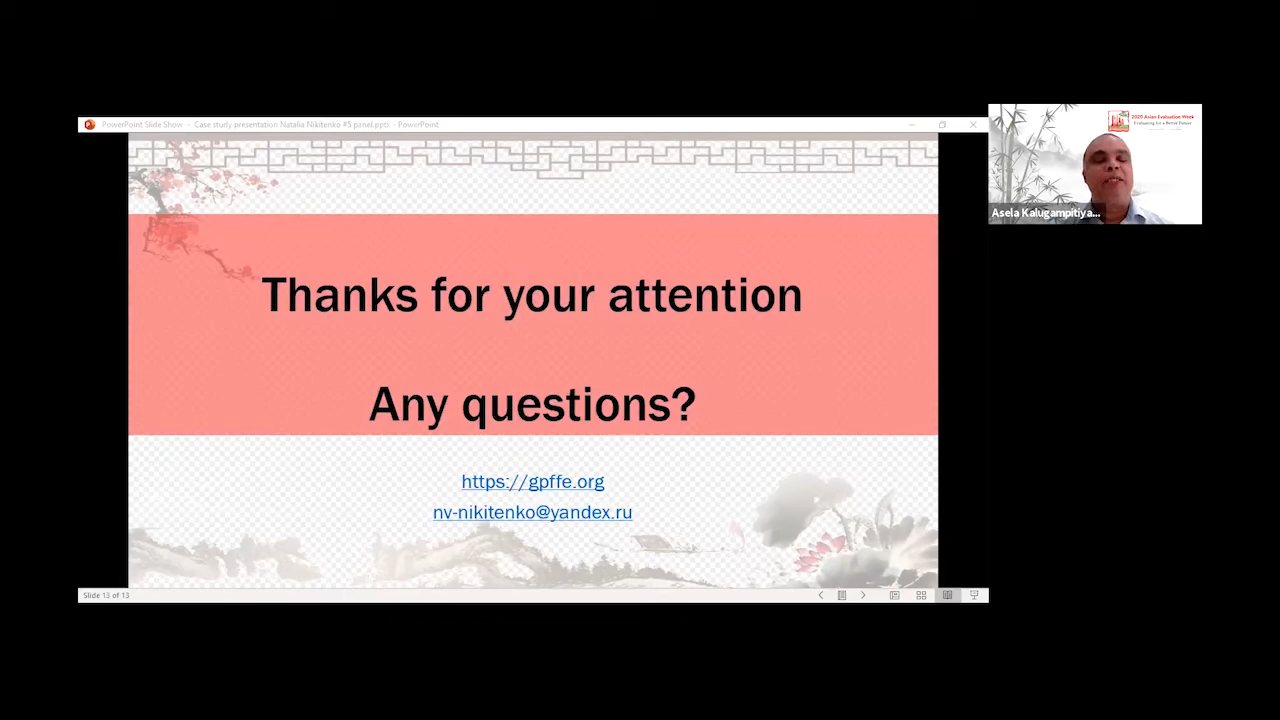 PowerPoint Slide Show - Case sturly presentation Natalia Nikitenko #5 panel.pptx - PowerPoint
2020 Asian Evaluation Week
Evaluating for a Better Future
Asela Kalugampitiya...
Thanks for your attention
Any questions?
https://gpffe.org
nv-nikitenko@yandex.ru
Slide 13 of 13